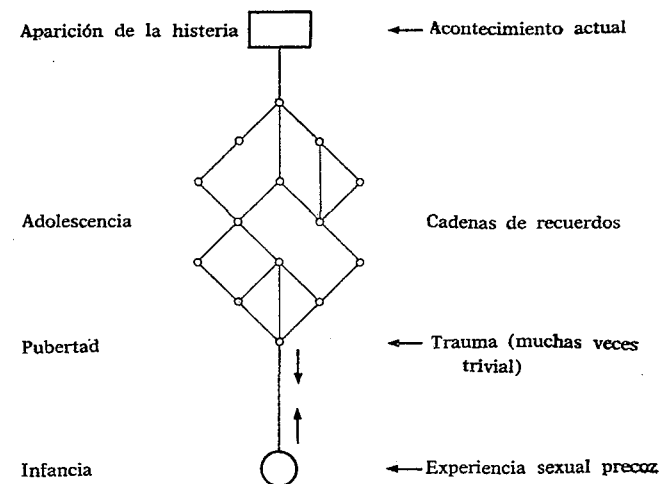 Aparición de la histeria
Acontecimiento actual
Adolescencia
Cadenas de recuerdos
Pubertad
Trauma (muchas veces
trivial)
Infancia
Experiencia sexual precoz